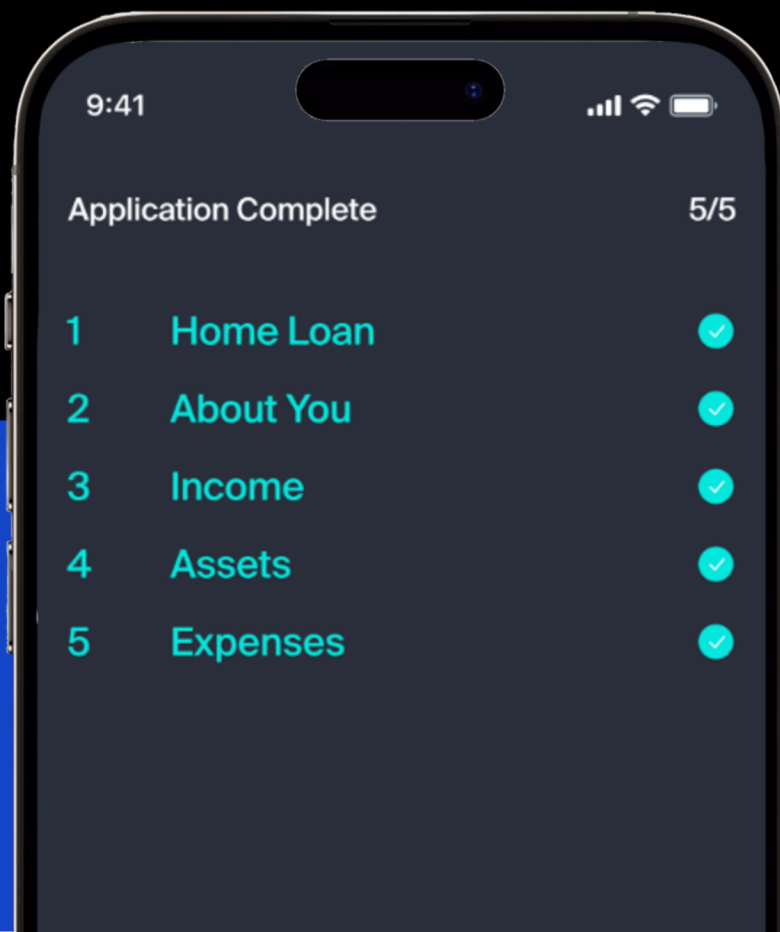 9:41
Application Complete 5/5
1 Home Loan
2 About You
3 Income
4 Assets
5 Expenses